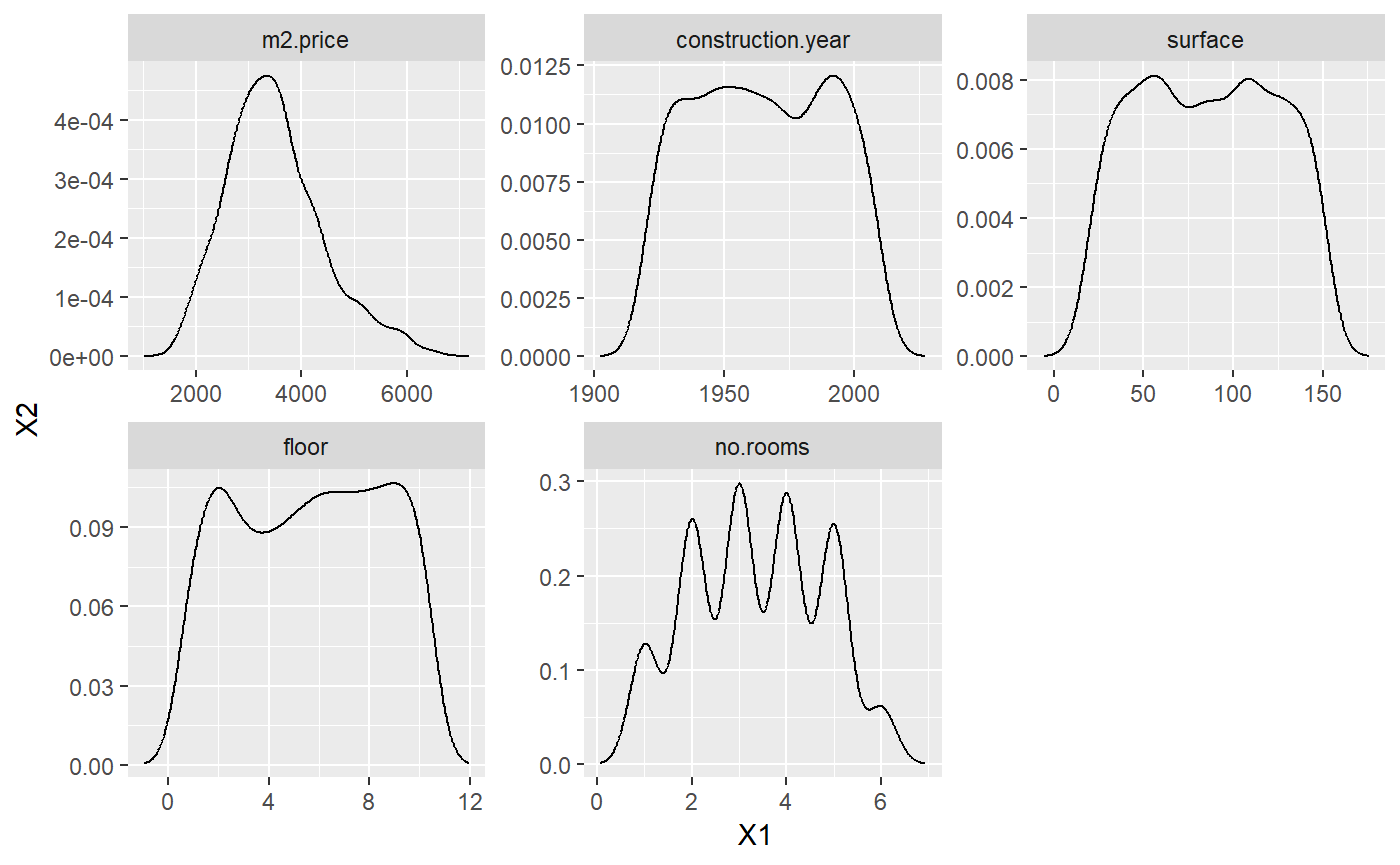 m2.price
construction.year
surface
4e-04
3e-04
2e-04
1e-04
0e+00
2000 4000 6000
0.0125
0.0100
0.0075
0.0050
0.0025
0.0000
1900 1950 2000
0.008
0.006
0.004
0.002
0.000
0 50 100 150
X2
floor
no.rooms
0.09
0.06
0.03
0.00
0 4 8 12
0.3
0.2
0.1
0.0
0 2 4 6
X1